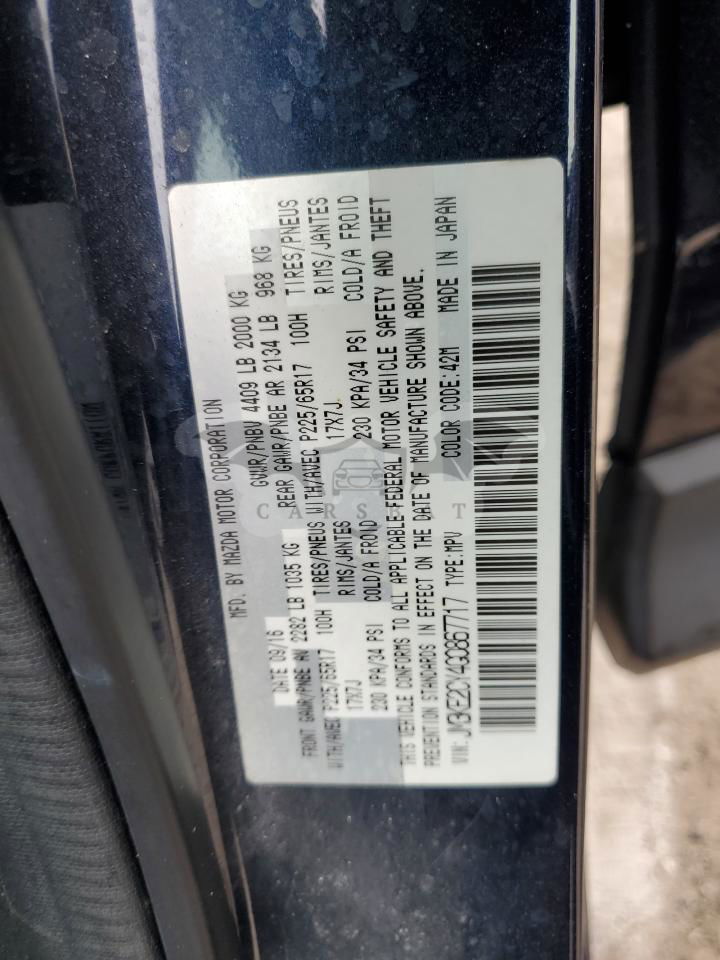 MFD. BY MAZDA MOTOR CORPORATION
DATE 09/16 GVWR/PNBV 4409 LB 2000 KG
FRONT GAWR/PNBE AV 2282 LB 1035 KG REAR GAWR/PNBE AR 2134 LB 968 KG
WITH/AVEC P225/65R17 100H TIRES/PNEUS WITH/AVEC P225/65R17 100H TIRES/PNEUS
17X7J RIMS/JANTES 17X7J. RIMS/JANTES
230 KPA/34 PSI COLD/A FROID 230 KPA/34 PSI COLD/A FROID
THIS VEHICLE CONFORMS TO ALL APPLICABLE FEDERAL MOTOR VEHICLE SAFETY AND THEFT
PREVENTION STANDARDS IN EFFECT ON THE DATE OF MANUFACTURE SHOWN ABOVE.
VIN: JM3KE2CY4G0867717 TYPE:MPV COLOR CODE:42M MADE IN JAPAN